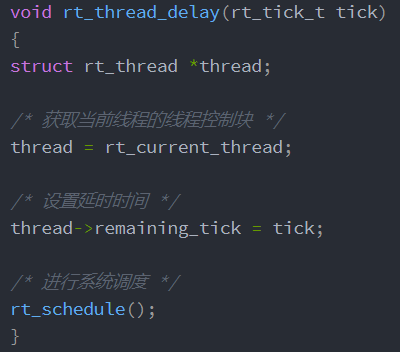 void rt_thread_delay(rt_tick_t tick)
{
struct rt_thread *thread;
/* 获取当前线程的线程控制块 */
thread = rt_current_thread;
/* 设置延时时间 */
thread->remaining_tick = tick;
/* 进行系统调度 */
rt_schedule();
}